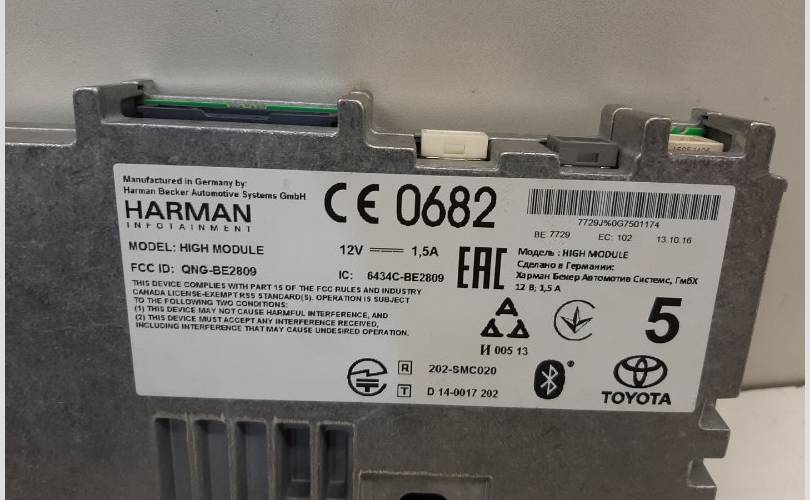 Manufactured in Germany by:
Harman Becker Automotive Systems GmbH
HARMAN
INFOTAINMENT
MODEL: HIGH MODULE
FCC ID: QNG-BE2809
12V 1,5A
IC: 6434C-BE2809
THIS DEVICE COMPLIES WITH PART 15 OF THE FCC RULES AND INDUSTRY
CANADA LICENSE-EXEMPT RSS STANDARD(S). OPERATION IS SUBJECT
TO THE FOLLOWING TWO CONDITIONS:
(1) THIS DEVICE MAY NOT CAUSE HARMFUL INTERFERENCE, AND
(2) THIS DEVICE MUST ACCEPT ANY INTERFERENCE RECEIVED,
INCLUDING INTERFERENCE THAT MAY CAUSE UNDESIRED OPERATION.
CE 0682
7729J%0G7501174
BE 7729 EC: 102 13.10.16
EAC
Модель : HIGH MODULE
Сделано в Германии:
Харман Бекер Аутомотив Системс, ГмбХ
12 В; 1,5 А
И 005 13
5
R 202-SMC020
T D 14-0017 202
TOYOTA